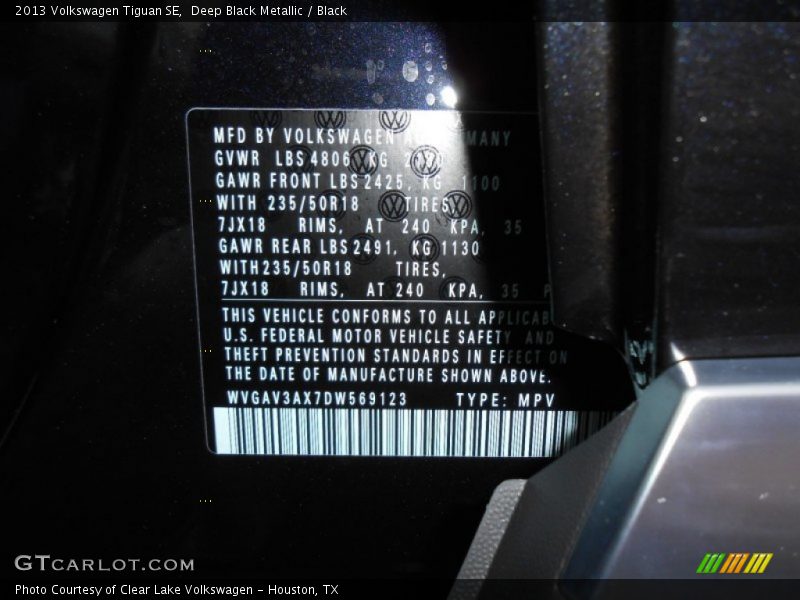 2013 Volkswagen Tiguan SE, Deep Black Metallic / Black
MFD BY VOLKSWAGEN MANY
GVWR LBS 4806 KG
GAWR FRONT LBS 2425, KG 1100
WITH 235/50R18 TIRES
7JX18 RIMS, AT 240 KPA, 35
GAWR REAR LBS 2491, KG 1130
WITH 235/50R18 TIRES,
7JX18 RIMS, AT 240 KPA, 35 P
THIS VEHICLE CONFORMS TO ALL APPLICAB
U.S. FEDERAL MOTOR VEHICLE SAFETY AND
THEFT PREVENTION STANDARDS IN EFFECT ON
THE DATE OF MANUFACTURE SHOWN ABOVE.
WVGAV3AX7DW569123 TYPE: MPV
GTCARLOT.COM
Photo Courtesy of Clear Lake Volkswagen - Houston, TX